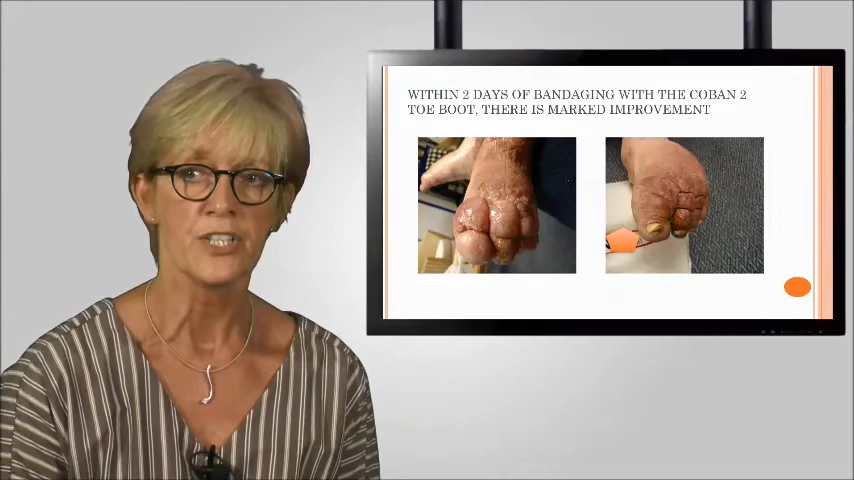 WITHIN 2 DAYS OF BANDAGING WITH THE COBAN 2
TOE BOOT, THERE IS MARKED IMPROVEMENT